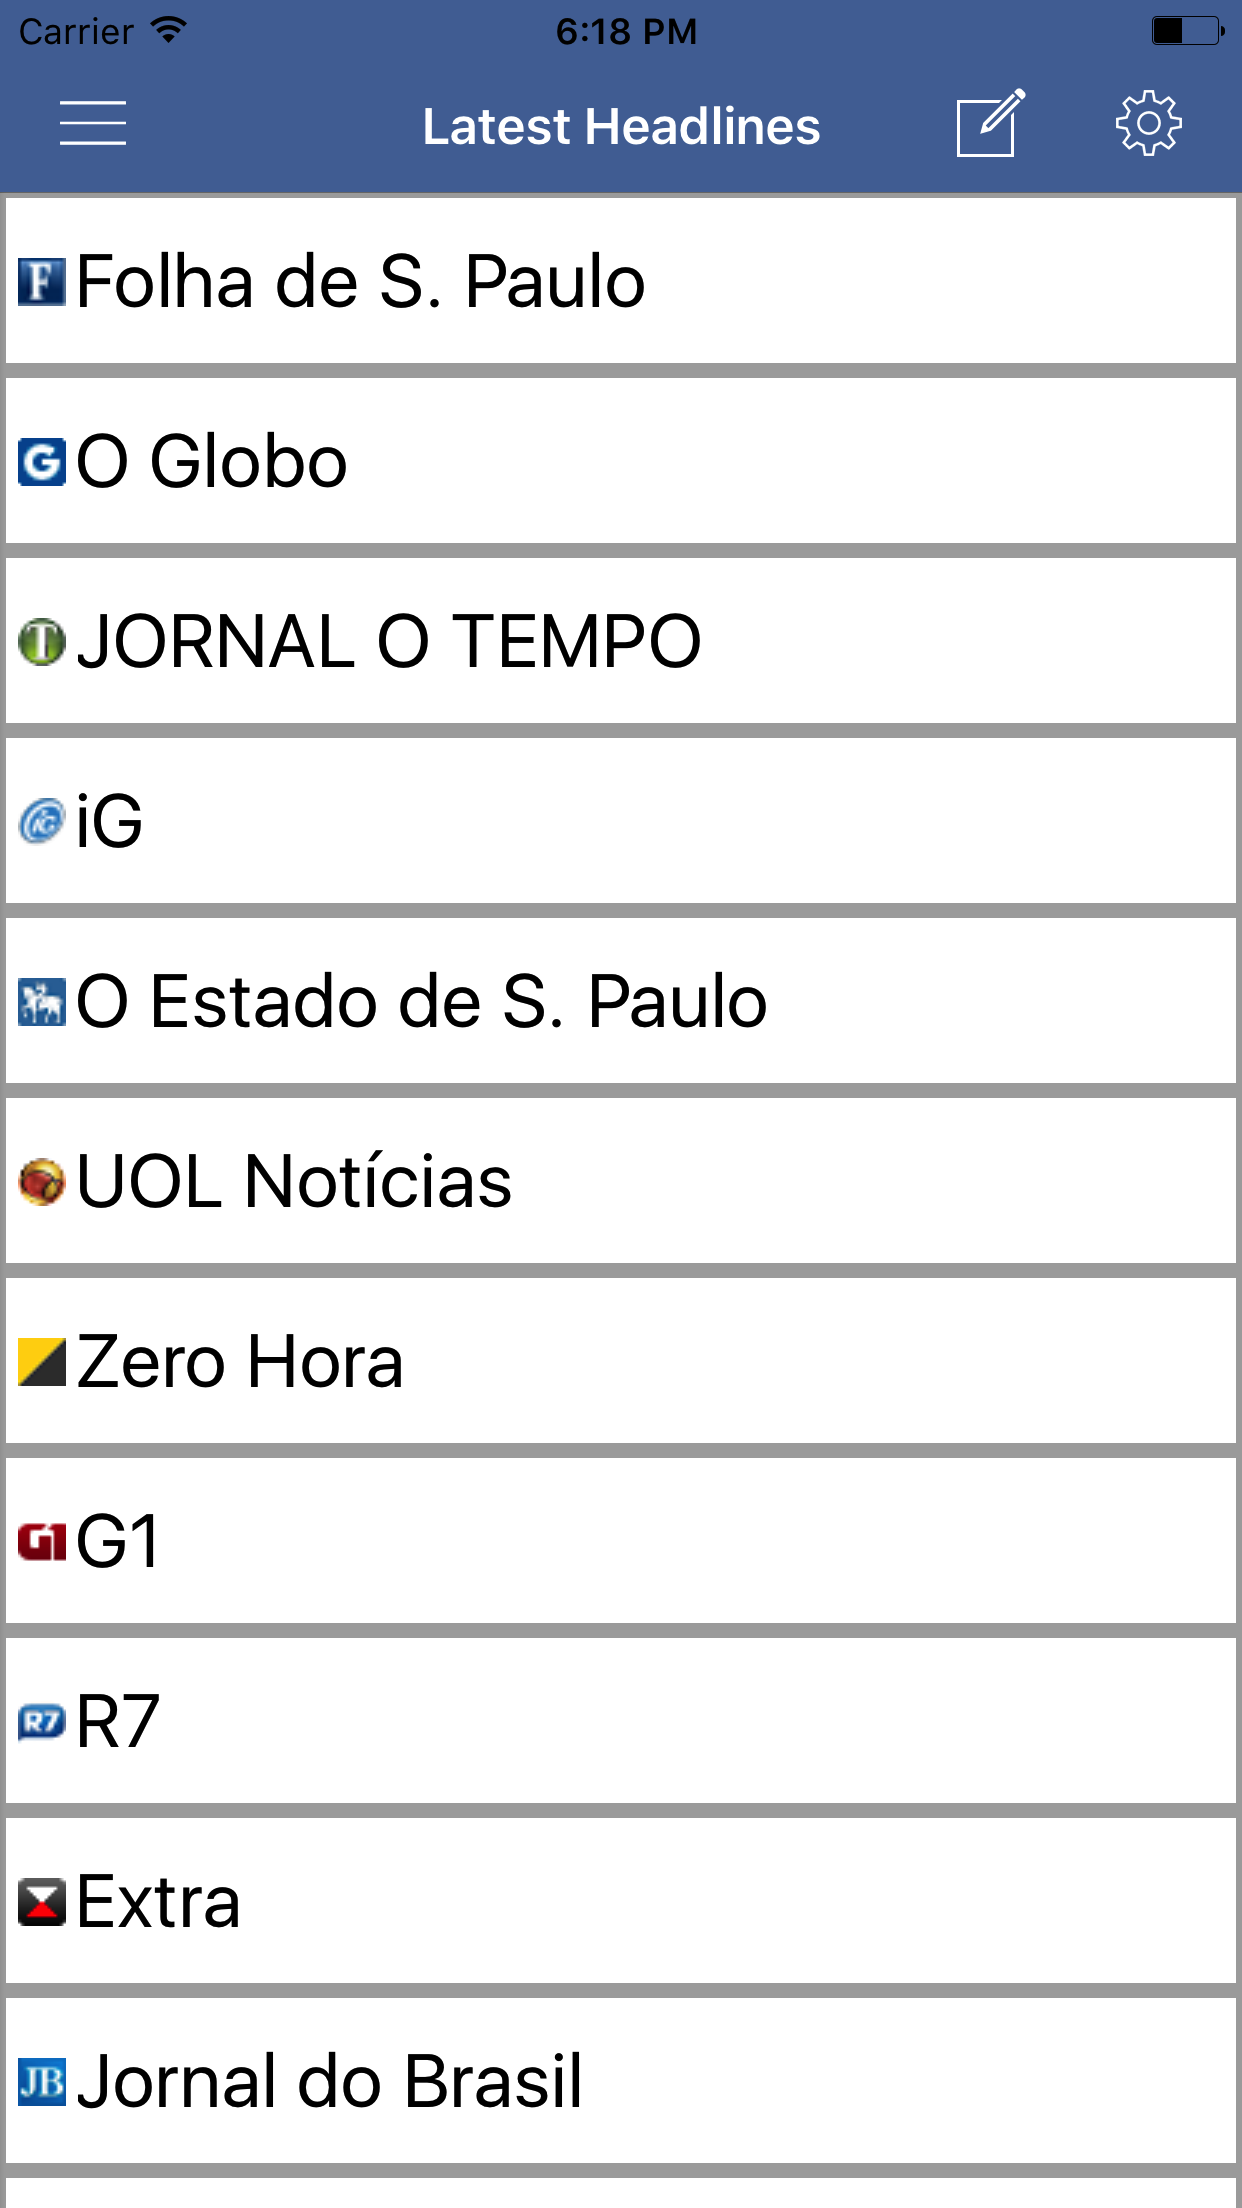 Carrier 6:18 PM
Latest Headlines
F Folha de S. Paulo
G O Globo
T JORNAL O TEMPO
iG iG
O Estado de S. Paulo
UOL Notícias
Zero Hora
G1 G1
R7 R7
Extra
JB Jornal do Brasil